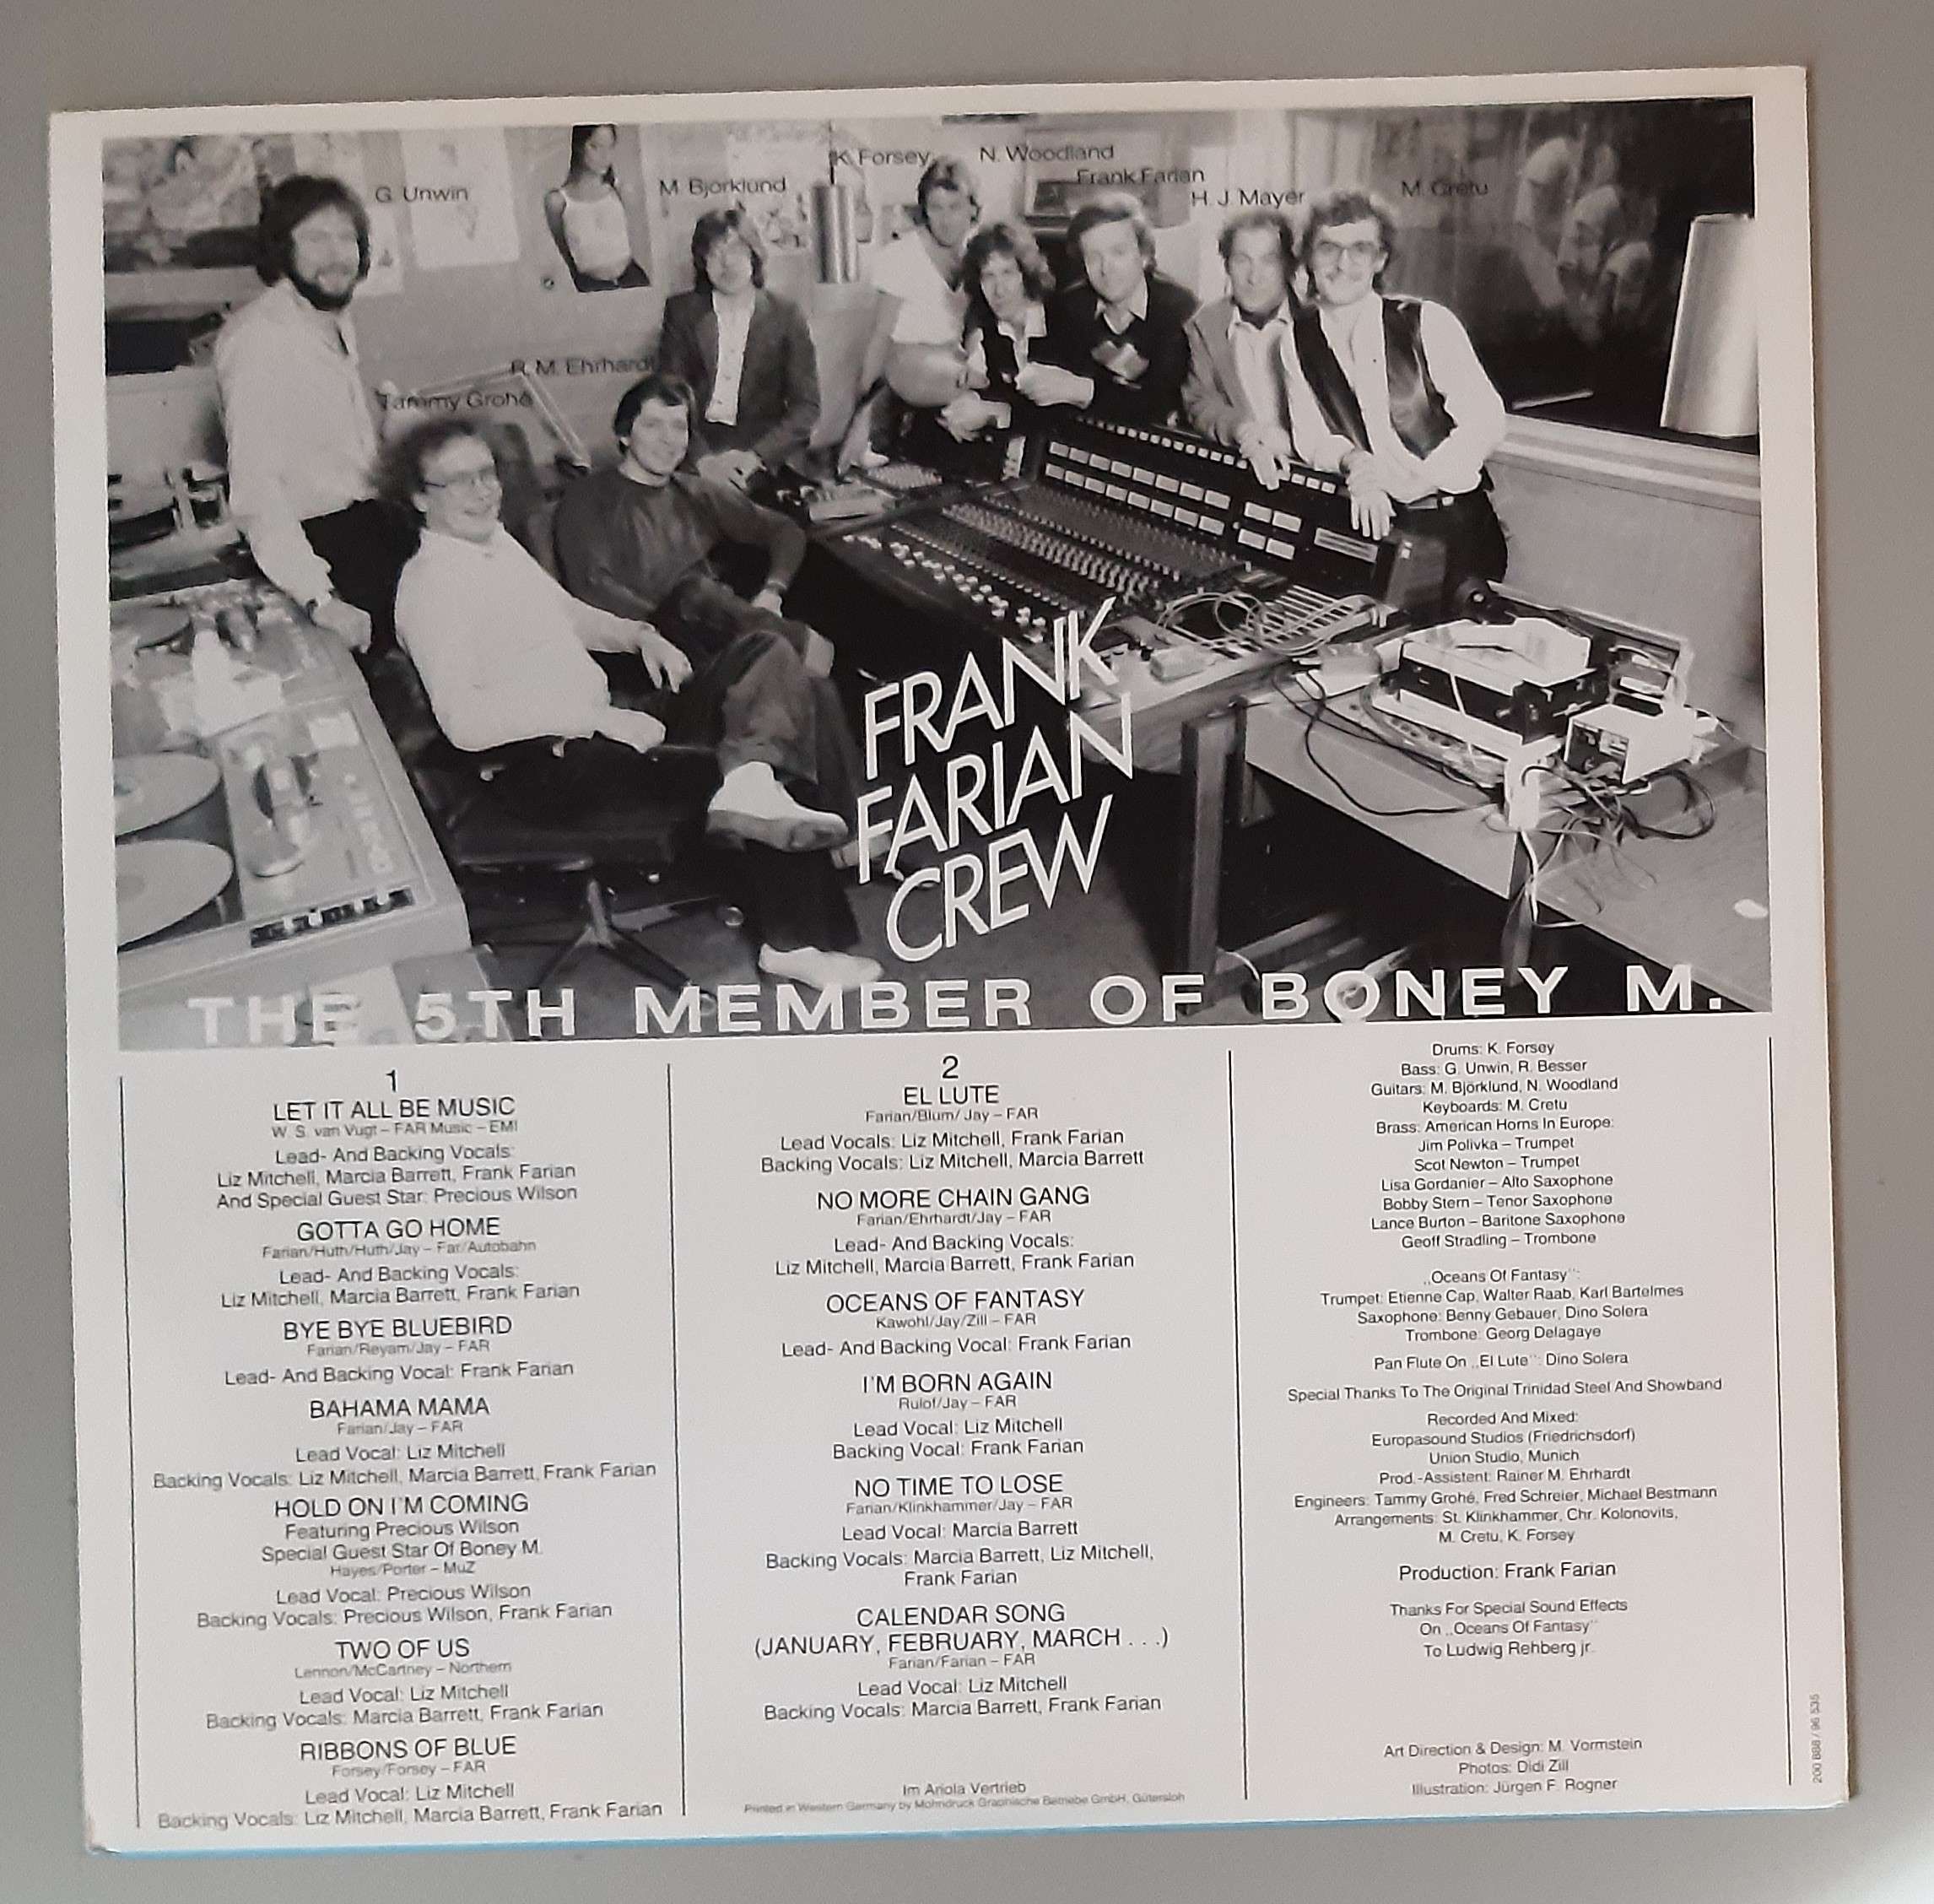 G. Unwin
M. Bjorklund
K. Forsey
N. Woodland
Frank Farian
H. J. Mayer
M. Cretu
R. M. Ehrhardt
Tammy Grohé
FRANK
FARIAN
CREW
THE 5TH MEMBER OF BONEY M.
1
LET IT ALL BE MUSIC
W. S. van Vugt – FAR Music – EMI
Lead- And Backing Vocals:
Liz Mitchell, Marcia Barrett, Frank Farian
And Special Guest Star: Precious Wilson
GOTTA GO HOME
Farian/Huth/Huth/Jay – Far/Autobahn
Lead- And Backing Vocals:
Liz Mitchell, Marcia Barrett, Frank Farian
BYE BYE BLUEBIRD
Farian/Reyam/Jay – FAR
Lead- And Backing Vocal: Frank Farian
BAHAMA MAMA
Farian/Jay – FAR
Lead Vocal: Liz Mitchell
Backing Vocals: Liz Mitchell, Marcia Barrett, Frank Farian
HOLD ON I'M COMING
Featuring Precious Wilson
Special Guest Star Of Boney M.
Hayes/Porter – MuZ
Lead Vocal: Precious Wilson
Backing Vocals: Precious Wilson, Frank Farian
TWO OF US
Lennon/McCartney – Northern
Lead Vocal: Liz Mitchell
Backing Vocals: Marcia Barrett, Frank Farian
RIBBONS OF BLUE
Forsey/Forsey – FAR
Lead Vocal: Liz Mitchell
Backing Vocals: Liz Mitchell, Marcia Barrett, Frank Farian
2
EL LUTE
Farian/Blum/ Jay – FAR
Lead Vocals: Liz Mitchell, Frank Farian
Backing Vocals: Liz Mitchell, Marcia Barrett
NO MORE CHAIN GANG
Farian/Ehrhardt/Jay – FAR
Lead- And Backing Vocals:
Liz Mitchell, Marcia Barrett, Frank Farian
OCEANS OF FANTASY
Kawohl/Jay/Zill – FAR
Lead- And Backing Vocal: Frank Farian
I'M BORN AGAIN
Rulof/Jay – FAR
Lead Vocal: Liz Mitchell
Backing Vocal: Frank Farian
NO TIME TO LOSE
Farian/Klinkhammer/Jay – FAR
Lead Vocal: Marcia Barrett
Backing Vocals: Marcia Barrett, Liz Mitchell,
Frank Farian
CALENDAR SONG
(JANUARY, FEBRUARY, MARCH . . .)
Farian/Farian – FAR
Lead Vocal: Liz Mitchell
Backing Vocals: Marcia Barrett, Frank Farian
Im Ariola Vertrieb
Printed in Western Germany by Mohndruck Graphische Betriebe GmbH, Gütersloh
Drums: K. Forsey
Bass: G. Unwin, R. Besser
Guitars: M. Björklund, N. Woodland
Keyboards: M. Cretu
Brass: American Horns In Europe:
Jim Polivka – Trumpet
Scot Newton – Trumpet
Lisa Gordanier – Alto Saxophone
Bobby Stern – Tenor Saxophone
Lance Burton – Baritone Saxophone
Geoff Stradling – Trombone
„Oceans Of Fantasy":
Trumpet: Etienne Cap, Walter Raab, Karl Bartelmes
Saxophone: Benny Gebauer, Dino Solera
Trombone: Georg Delagaye
Pan Flute On „El Lute": Dino Solera
Special Thanks To The Original Trinidad Steel And Showband
Recorded And Mixed:
Europasound Studios (Friedrichsdorf)
Union Studio, Munich
Prod.-Assistent: Rainer M. Ehrhardt
Engineers: Tammy Grohé, Fred Schreier, Michael Bestmann
Arrangements: St. Klinkhammer, Chr. Kolonovits,
M. Cretu, K. Forsey
Production: Frank Farian
Thanks For Special Sound Effects
On „Oceans Of Fantasy"
To Ludwig Rehberg jr.
Art Direction & Design: M. Vormstein
Photos: Didi Zill
Illustration: Jürgen F. Rogner
200 888 / 96 535